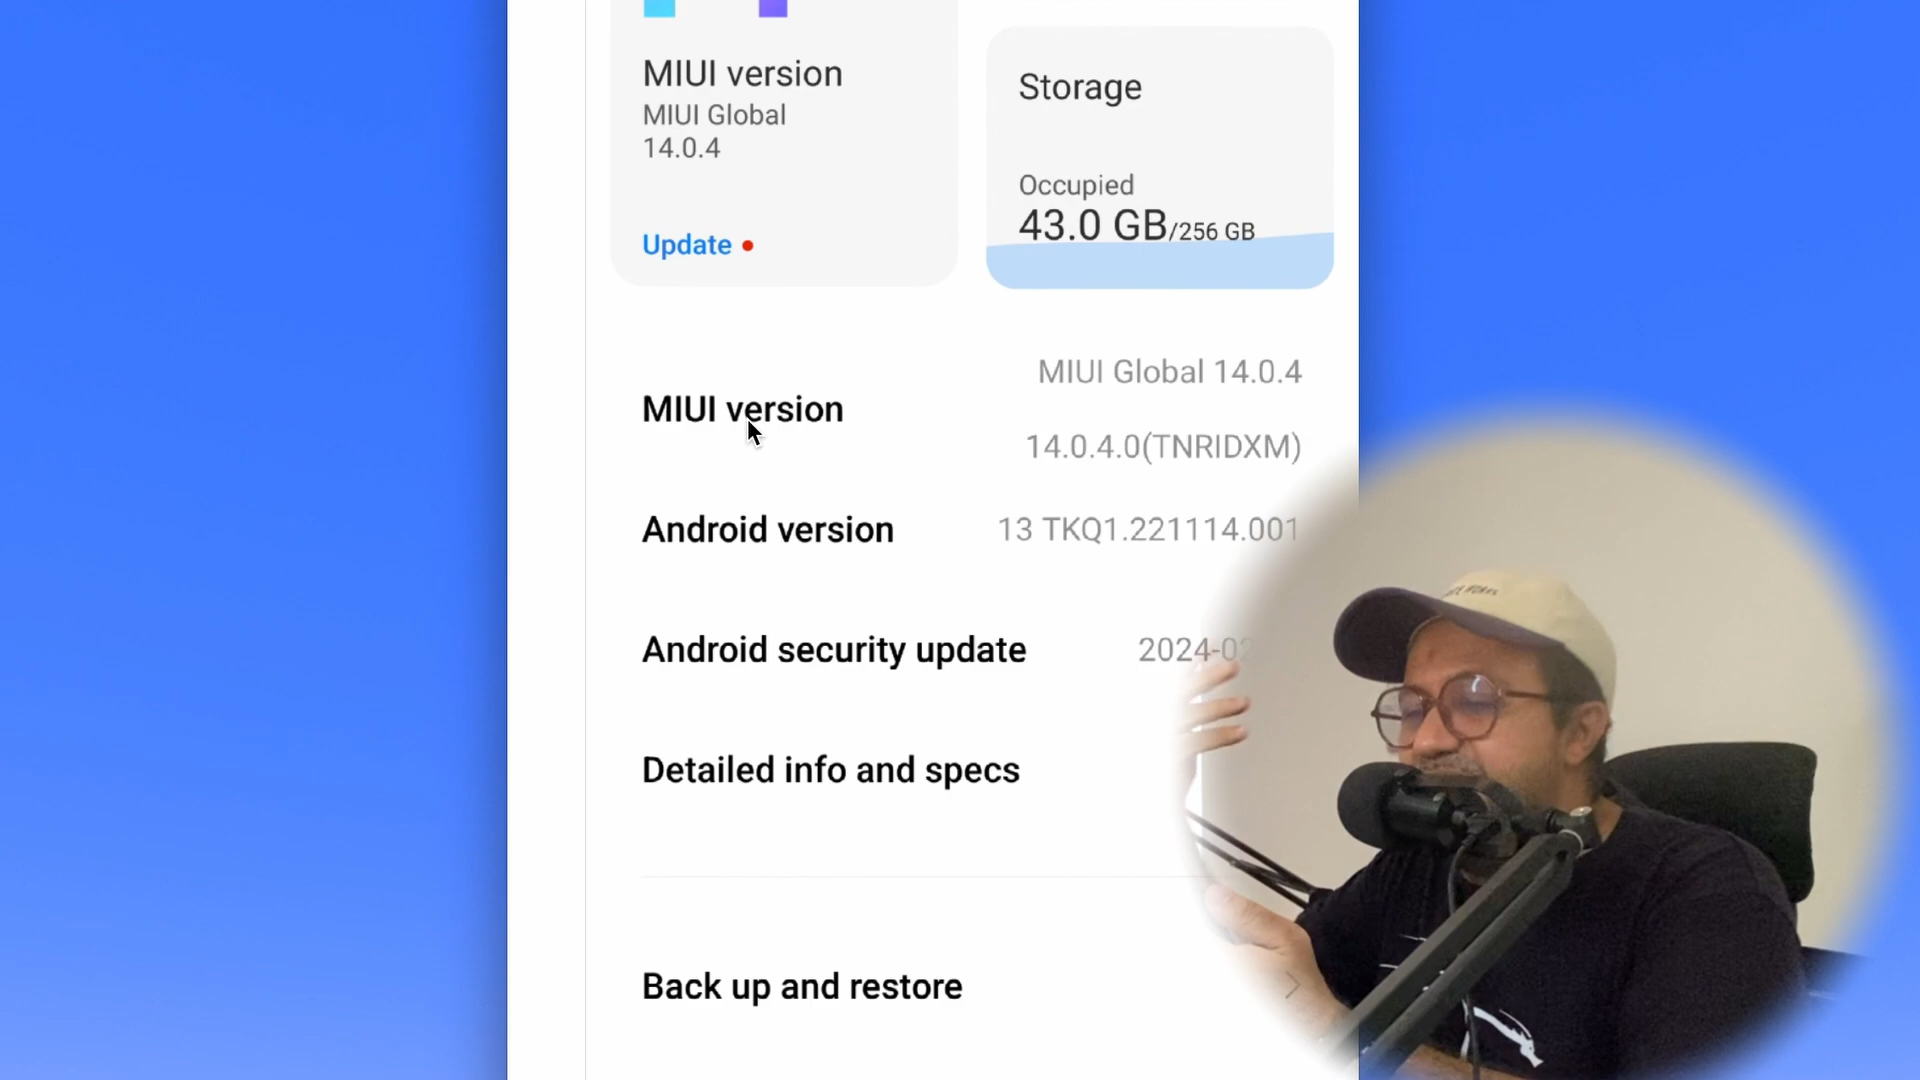 MIUI version
MIUI Global
14.0.4
Update
Storage
Occupied
43.0 GB/256 GB
MIUI version
MIUI Global 14.0.4
14.0.4.0(TNRIDXM)
Android version
13 TKQ1.221114.001
Android security update
2024-02
Detailed info and specs
Back up and restore